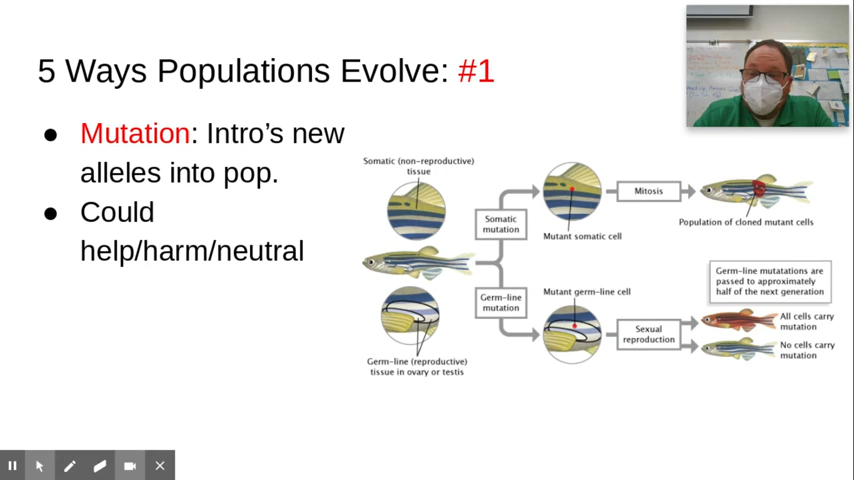 5 Ways Populations Evolve: #1
● Mutation: Intro's new
alleles into pop.
● Could
help/harm/neutral
Somatic (non-reproductive)
tissue
Somatic
mutation
Mutant somatic cell
Mitosis
Population of cloned mutant cells
Germ-line
mutation
Germ-line (reproductive)
tissue in ovary or testis
Mutant germ-line cell
Sexual
reproduction
Germ-line mutatations are
passed to approximately
half of the next generation
All cells carry
mutation
No cells carry
mutation